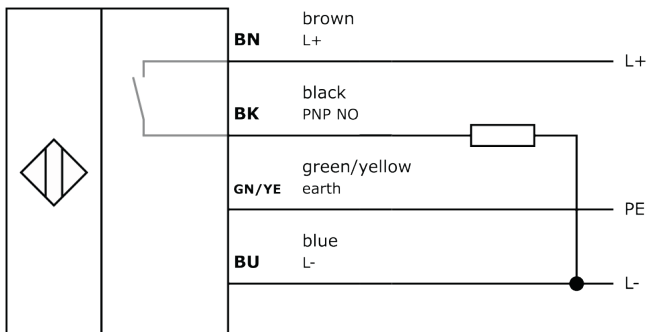 brown
BN L+
L+
black
BK PNP NO
green/yellow
GN/YE earth
PE
blue
BU L-
L-